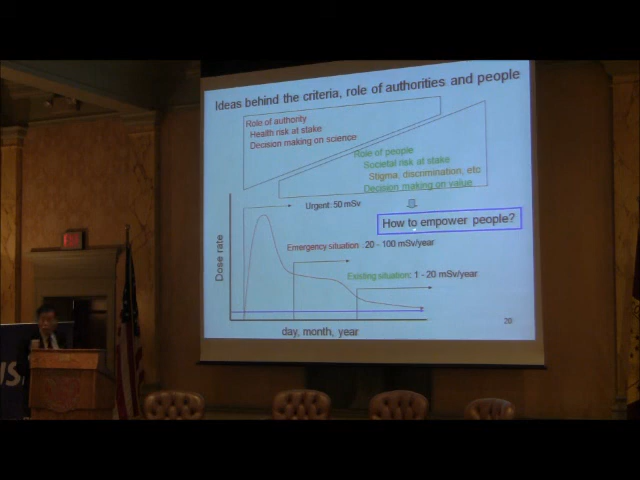 Ideas behind the criteria, role of authorities and people
Role of authority
Health risk at stake
Decision making on science
Role of people
Societal risk at stake
Stigma, discrimination, etc
Decision making on value
Urgent: 50 mSv
How to empower people?
Emergency situation : 20 - 100 mSv/year
Existing situation: 1 - 20 mSv/year
Dose rate
day, month, year